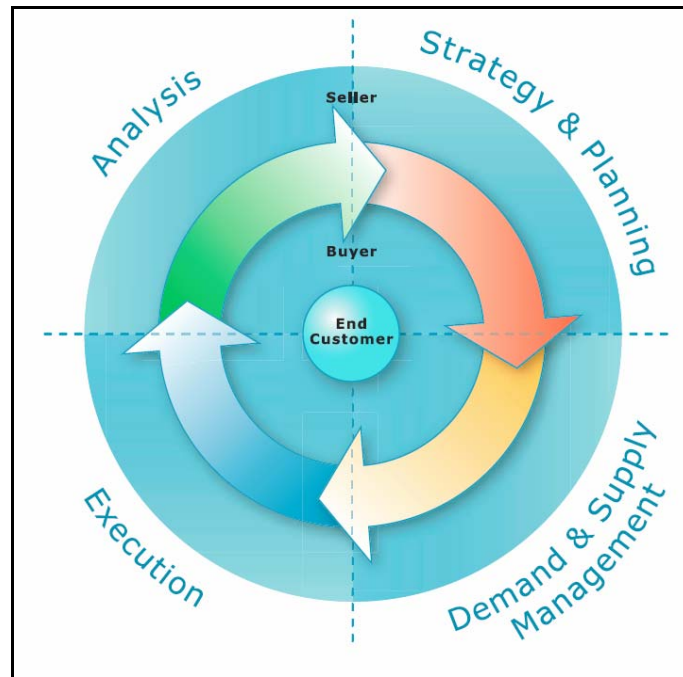 Analysis
Strategy & Planning
Seller
Buyer
End
Customer
Execution
Demand & Supply
Management